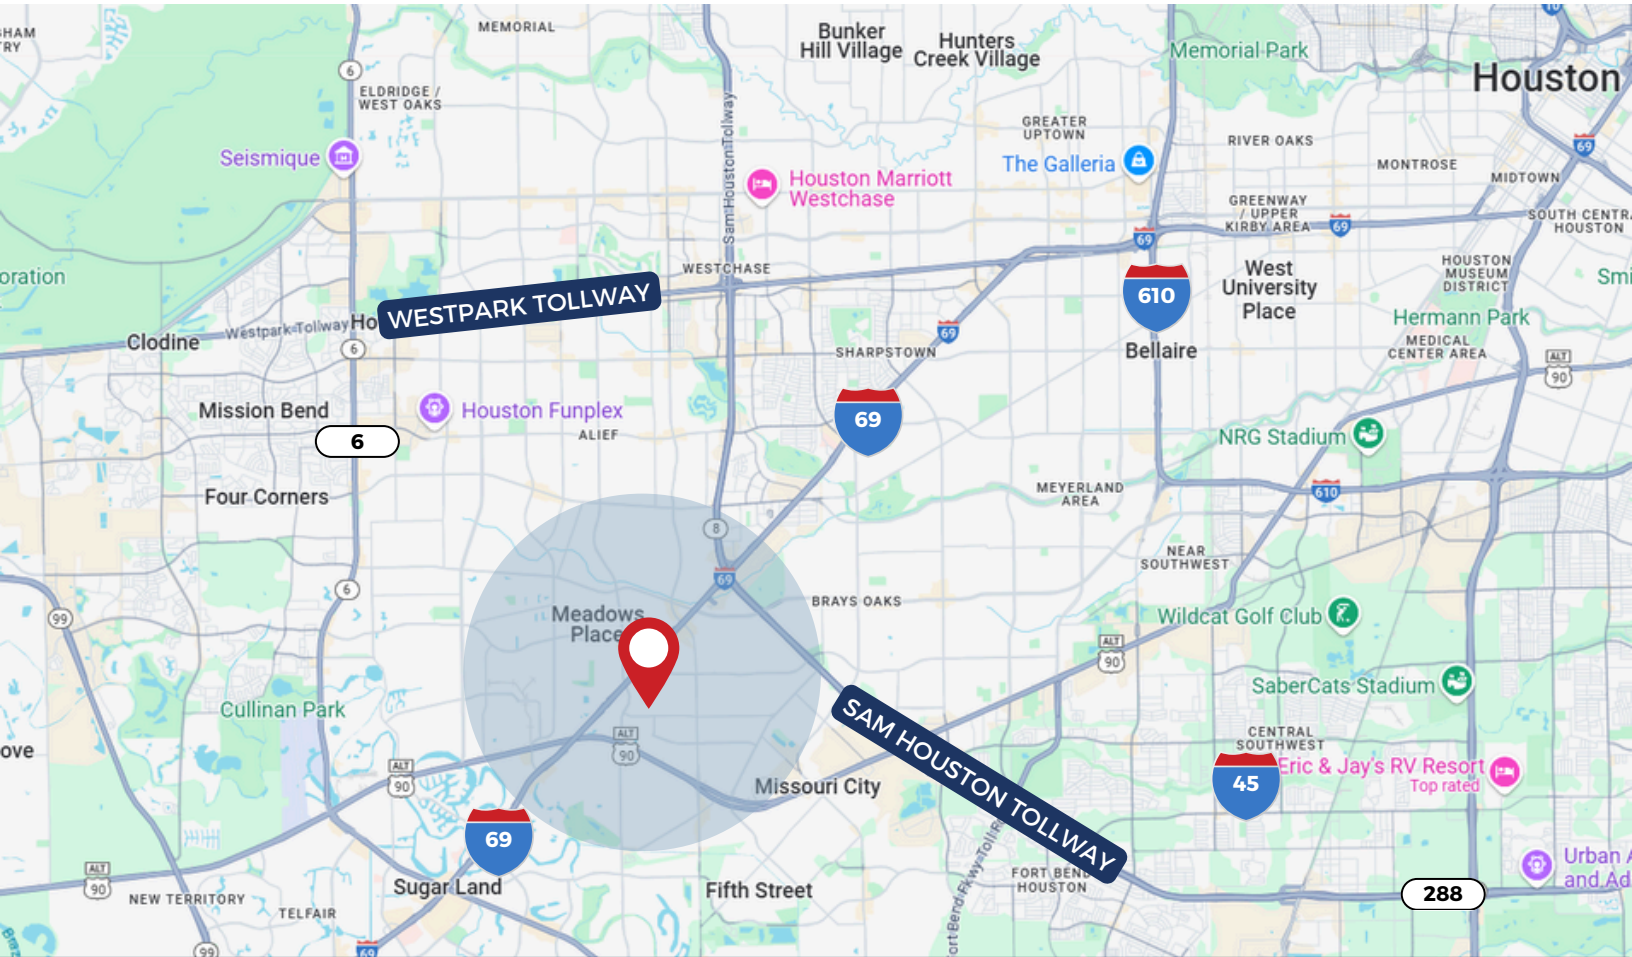 MEMORIAL
Bunker
Hill Village
Hunters
Creek Village
Memorial Park
10
Houston
6
ELDRIDGE /
WEST OAKS
GREATER
UPTOWN
RIVER OAKS
69
Seismique
The Galleria
MONTROSE
MIDTOWN
Sam Houston Tollway
Houston Marriott
Westchase
GREENWAY
/ UPPER
KIRBY AREA
69
69
SOUTH CENTRA
HOUSTON
oration
WESTCHASE
610
West
University
Place
HOUSTON
MUSEUM
DISTRICT
Smi
WESTPARK TOLLWAY
Westpark Tollway
Ho
Clodine
6
69
SHARPSTOWN
Bellaire
Hermann Park
MEDICAL
CENTER AREA
ALT
90
Mission Bend
Houston Funplex
69
6
ALIEF
NRG Stadium
Four Corners
MEYERLAND
AREA
610
8
NEAR
SOUTHWEST
69
6
99
Meadows
Place
BRAYS OAKS
Wildcat Golf Club
ALT
90
SaberCats Stadium
Cullinan Park
SAM HOUSTON TOLLWAY
ove
ALT
90
CENTRAL
SOUTHWEST
ALT
90
Missouri City
45
Eric & Jay's RV Resort
Top rated
69
ort Bend Pkwy Toll R
ALT
90
Sugar Land
Fifth Street
FORT BEND
HOUSTON
288
Urban A
and Ad
NEW TERRITORY
TELFAIR
99
69
Braz